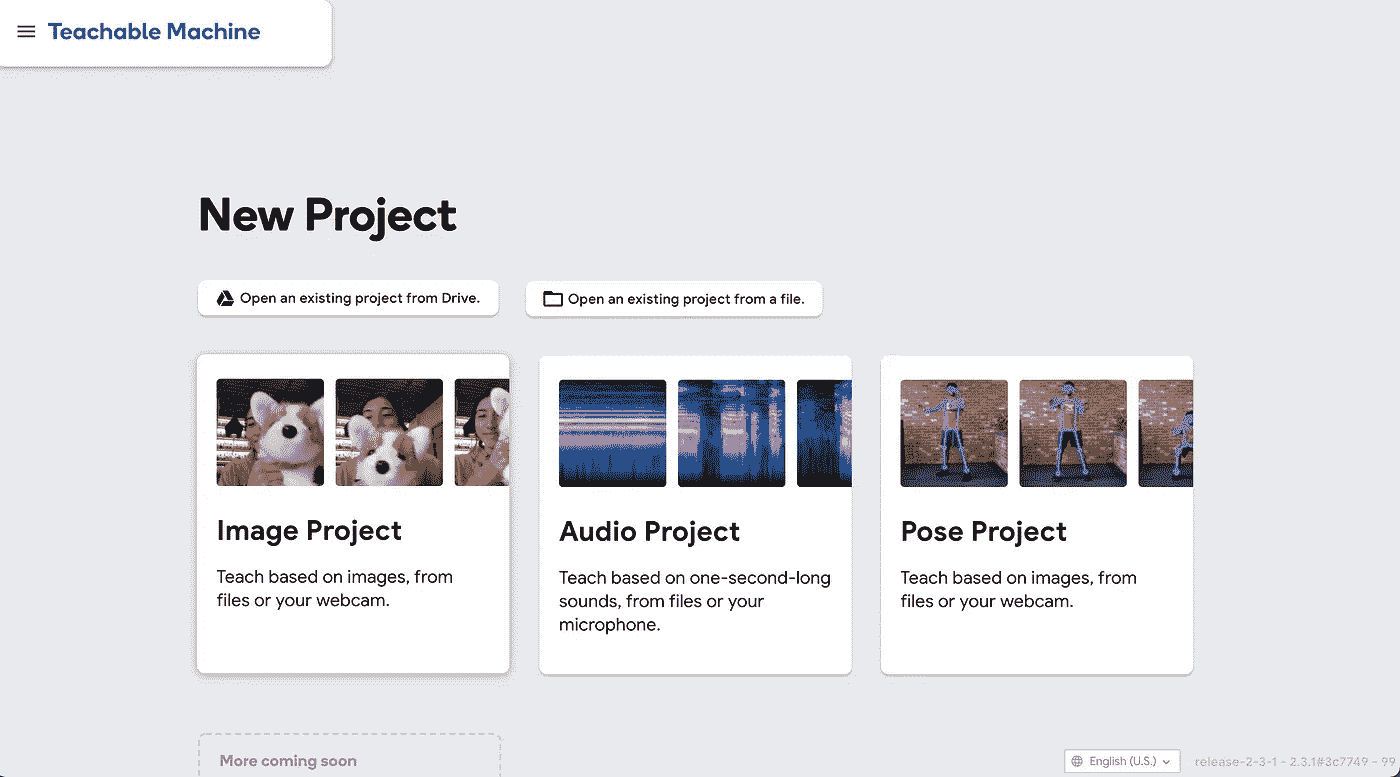 Teachable Machine
New Project
Open an existing project from Drive.
Open an existing project from a file.
Image Project
Teach based on images, from
files or your webcam.
Audio Project
Teach based on one-second-long
sounds, from files or your
microphone.
Pose Project
Teach based on images, from
files or your webcam.
More coming soon
English (U.S.)
release-2-3-1 - 2.3.1#3c7749 - 99